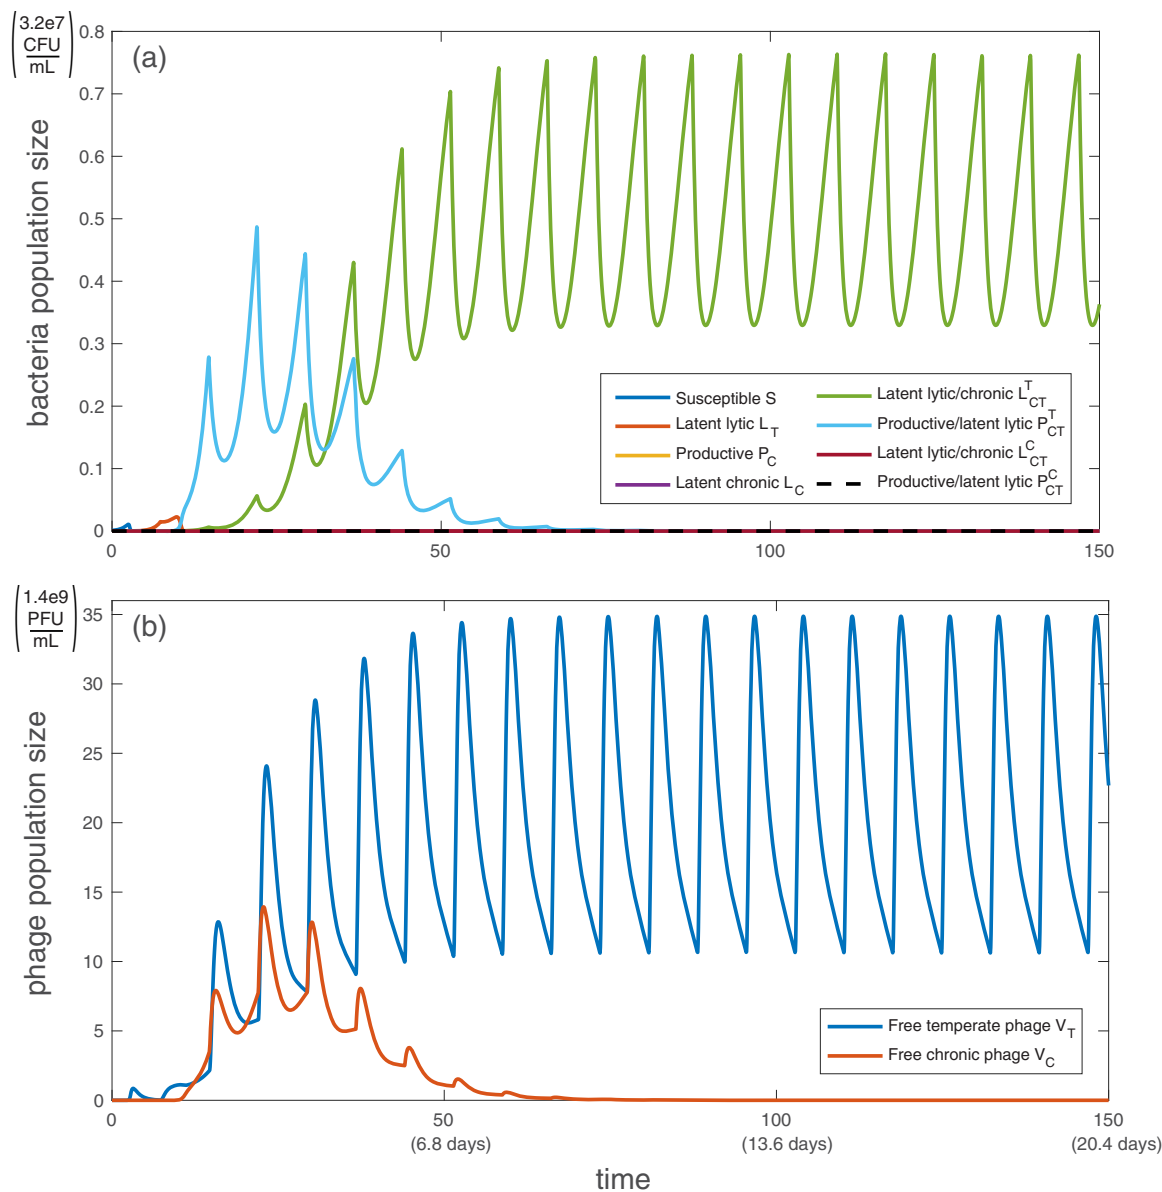 (3.2e7
CFU
mL)
(a)
0.8
0.7
0.6
0.5
0.4
0.3
0.2
0.1
0
bacteria population size
Susceptible S
Latent lytic L_T
Productive P_C
Latent chronic L_C
Latent lytic/chronic L_CT^T
Productive/latent lytic P_CT^T
Latent lytic/chronic L_CT^C
Productive/latent lytic P_CT^C
0 50 100 150
(1.4e9
PFU
mL)
(b)
35
30
25
20
15
10
5
0
phage population size
Free temperate phage V_T
Free chronic phage V_C
0 50 100 150
(6.8 days) (13.6 days) (20.4 days)
time